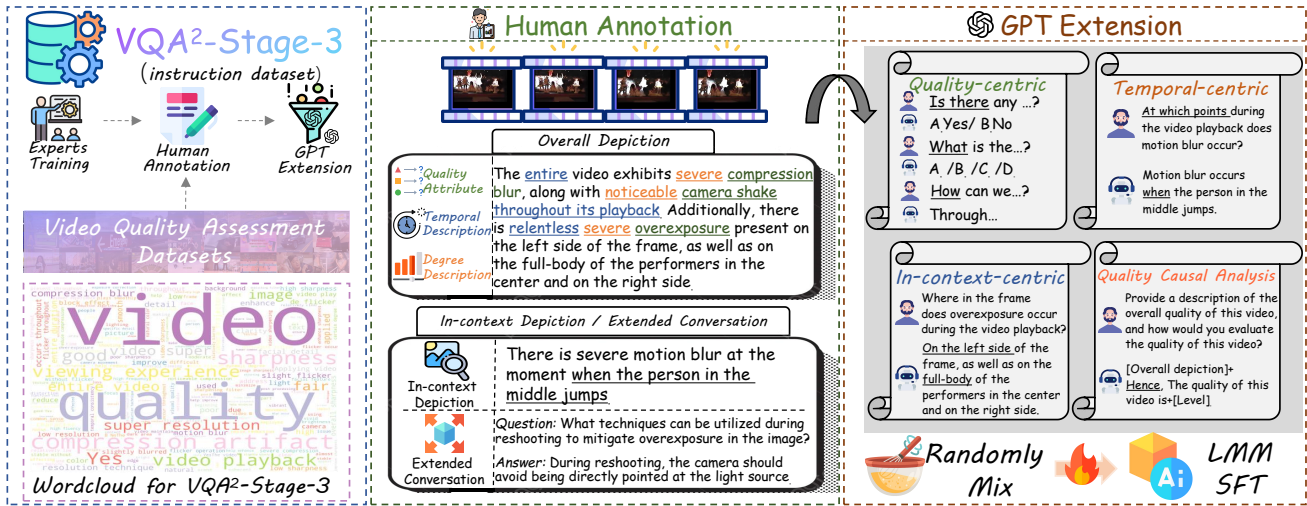 VQA²-Stage-3
(instruction dataset)
Experts
Training
Human
Annotation
GPT
Extension
Video Quality Assessment
Datasets
compression blur
image
video
good
video super
sharpness
viewing experience
entire video
fair
quality
super resolution
low resolution
motion blur
compression artifact
Yes
video playback
resolution technique
low sharpness
Wordcloud for VQA²-Stage-3
Human Annotation
Overall Depiction
Quality
Attribute
Temporal
Description
Degree
Description
The entire video exhibits severe compression
blur, along with noticeable camera shake
throughout its playback. Additionally, there
is relentless severe overexposure present on
the left side of the frame, as well as on
the full-body of the performers in the
center and on the right side.
In-context Depiction / Extended Conversation
In-context
Depiction
There is severe motion blur at the
moment when the person in the
middle jumps.
Extended
Conversation
Question: What techniques can be utilized during
reshooting to mitigate overexposure in the image?
Answer: During reshooting, the camera should
avoid being directly pointed at the light source.
GPT Extension
Quality-centric
Is there any ...?
A.Yes/ B.No
What is the...?
A. /B. /C. /D.
How can we...?
Through...
Temporal-centric
At which points during
the video playback does
motion blur occur?
Motion blur occurs
when the person in the
middle jumps.
In-context-centric
Where in the frame
does overexposure occur
during the video playback?
On the left side of the
frame, as well as on the
full-body of the
performers in the center
and on the right side.
Quality Causal Analysis
Provide a description of the
overall quality of this video,
and how would you evaluate
the quality of this video?
[Overall depiction]+
Hence, The quality of this
video is+[Level]
Randomly
Mix
Ai
LMM
SFT